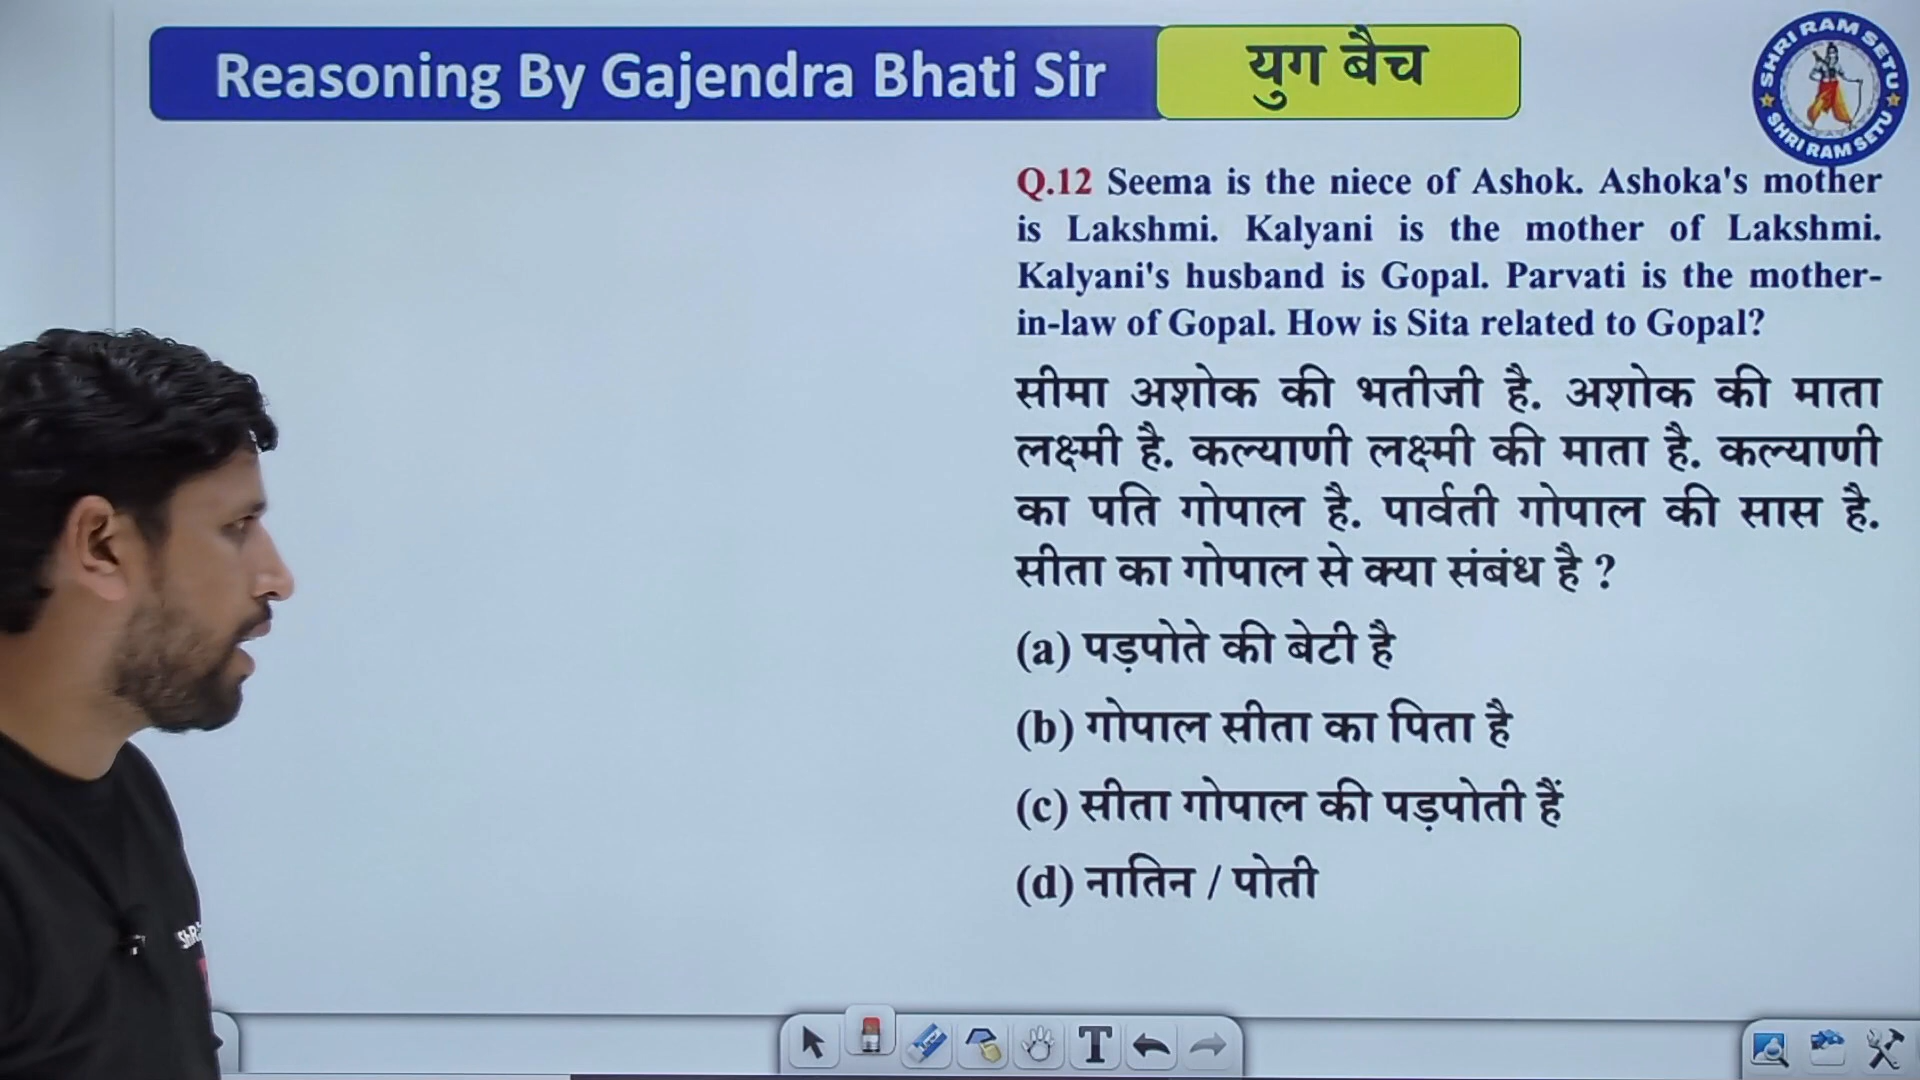 Reasoning By Gajendra Bhati Sir
युग बैच
SHRI RAM SETU
SHRI RAM SETU
Q.12 Seema is the niece of Ashok. Ashoka's mother
is Lakshmi. Kalyani is the mother of Lakshmi.
Kalyani's husband is Gopal. Parvati is the mother-
in-law of Gopal. How is Sita related to Gopal?
सीमा अशोक की भतीजी है. अशोक की माता
लक्ष्मी है. कल्याणी लक्ष्मी की माता है. कल्याणी
का पति गोपाल है. पार्वती गोपाल की सास है.
सीता का गोपाल से क्या संबंध है ?
(a) पड़पोते की बेटी है
(b) गोपाल सीता का पिता है
(c) सीता गोपाल की पड़पोती हैं
(d) नातिन / पोती
T